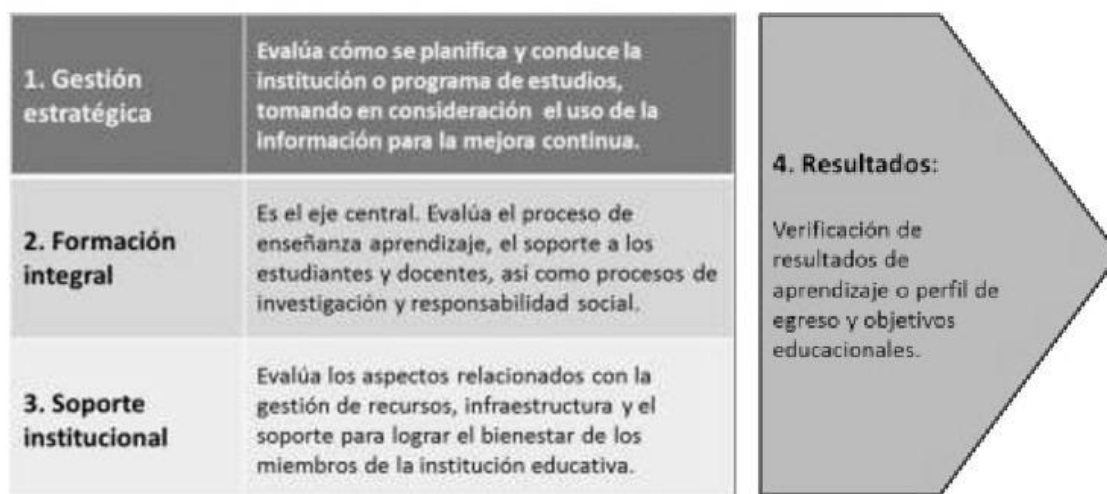 1. Gestión
estratégica
Evalúa cómo se planifica y conduce la
institución o programa de estudios,
tomando en consideración el uso de la
información para la mejora continua.
2. Formación
integral
Es el eje central. Evalúa el proceso de
enseñanza aprendizaje, el soporte a los
estudiantes y docentes, así como procesos de
investigación y responsabilidad social.
3. Soporte
institucional
Evalúa los aspectos relacionados con la
gestión de recursos, infraestructura y el
soporte para lograr el bienestar de los
miembros de la institución educativa.
4. Resultados:
Verificación de
resultados de
aprendizaje o perfil de
egreso y objetivos
educacionales.